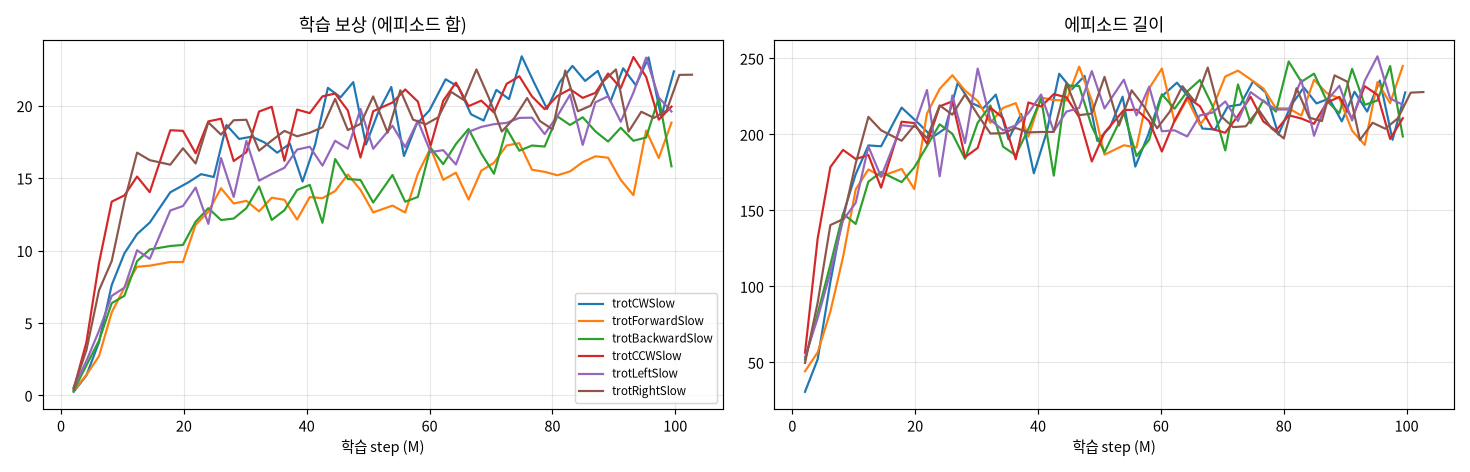 학습 보상 (에피소드 합)
20
15
10
5
0
trotCWSlow
trotForwardSlow
trotBackwardSlow
trotCCWSlow
trotLeftSlow
trotRightSlow
0 20 40 60 80 100
학습 step (M)
에피소드 길이
250
200
150
100
50
0 20 40 60 80 100
학습 step (M)